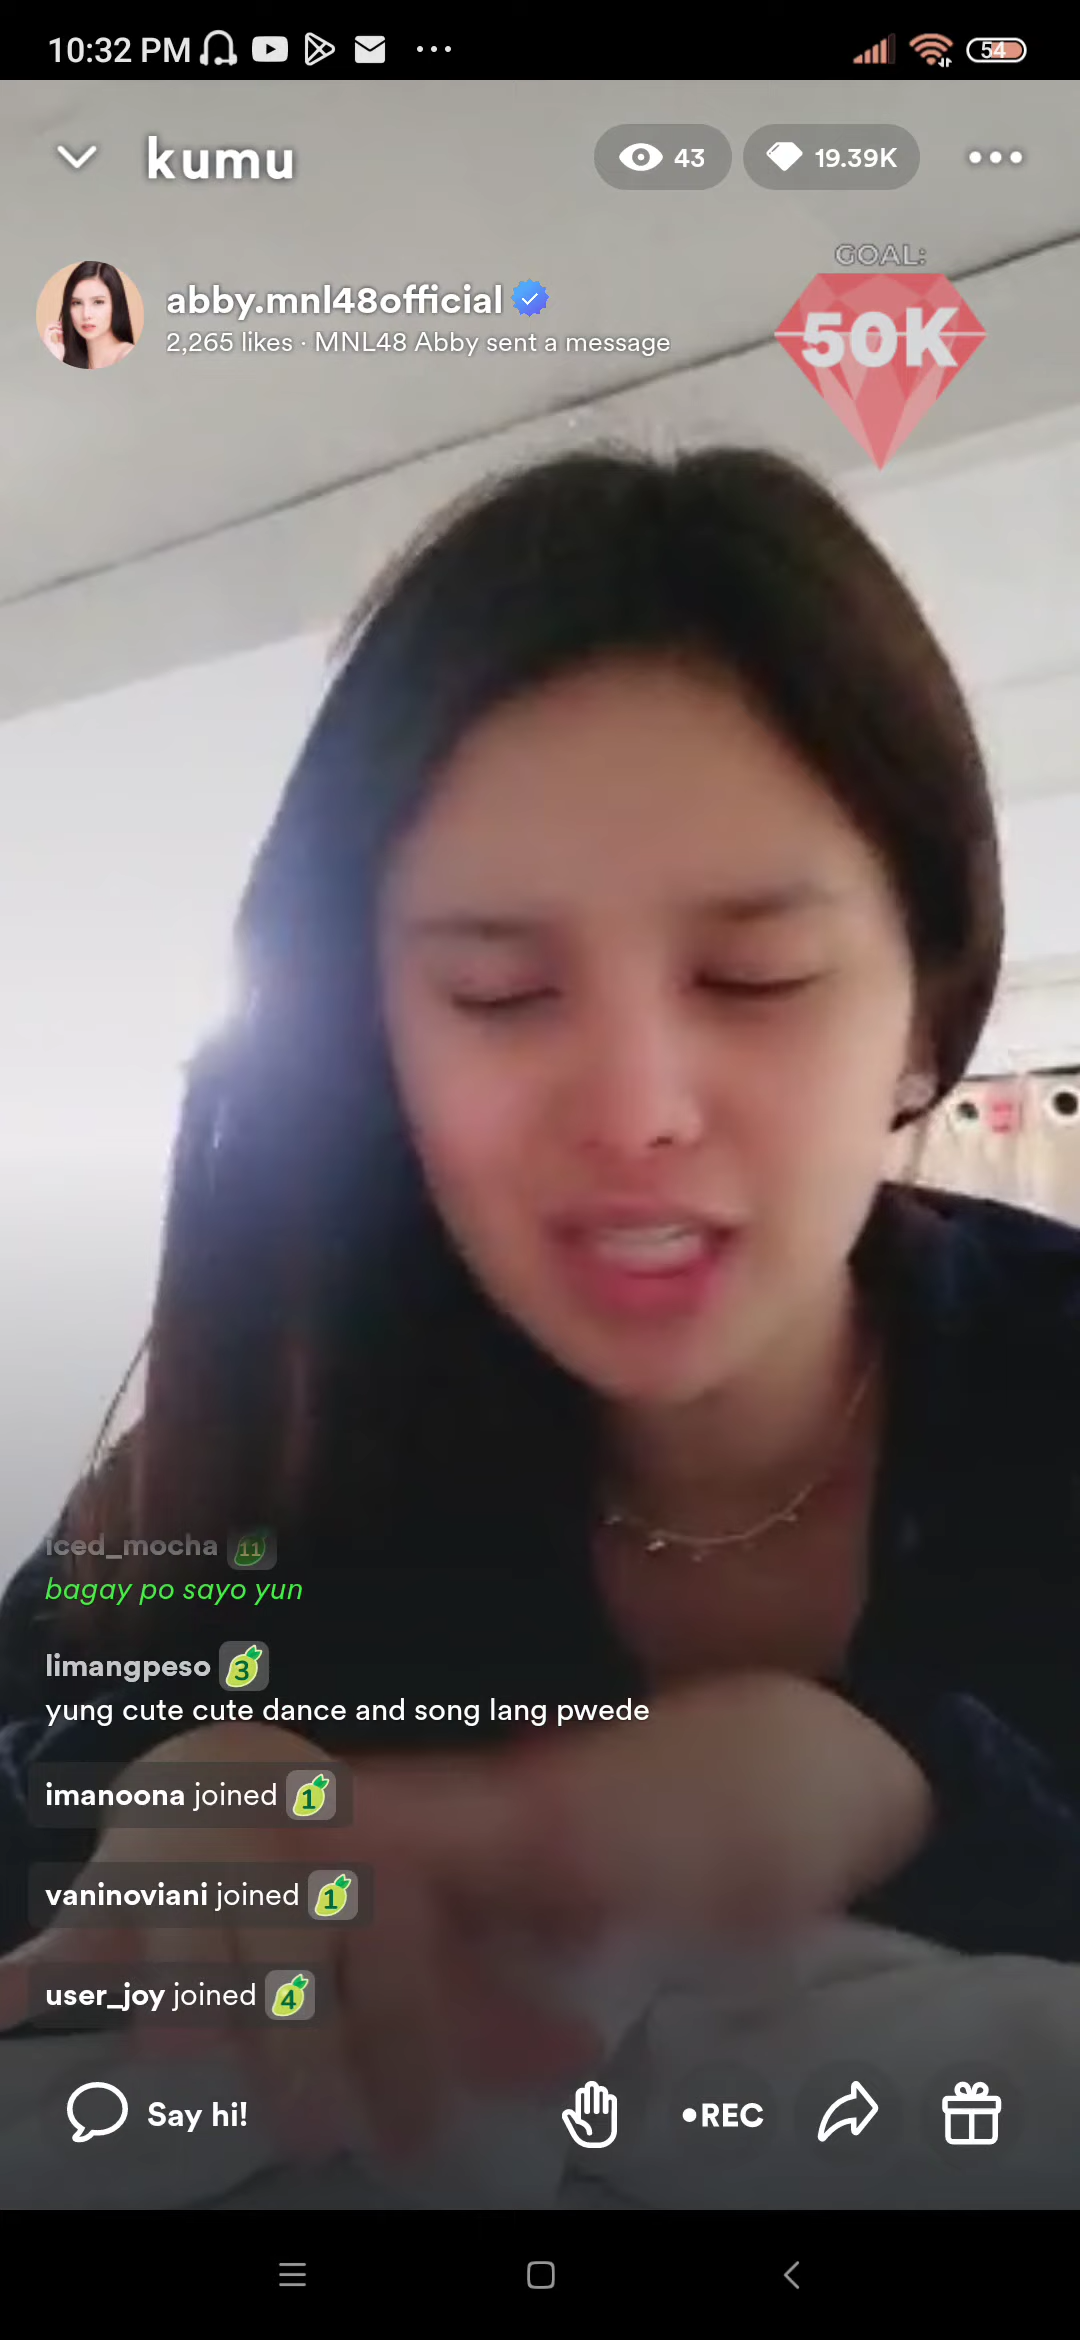 10:32 PM
54
kumu
43
19.39K
GOAL:
50K
abby.mnl48official
2,265 likes · MNL48 Abby sent a message
iced_mocha 11
bagay po sayo yun
limangpeso 3
yung cute cute dance and song lang pwede
imanoona joined 1
vaninoviani joined 1
user_joy joined 4
Say hi!
•REC